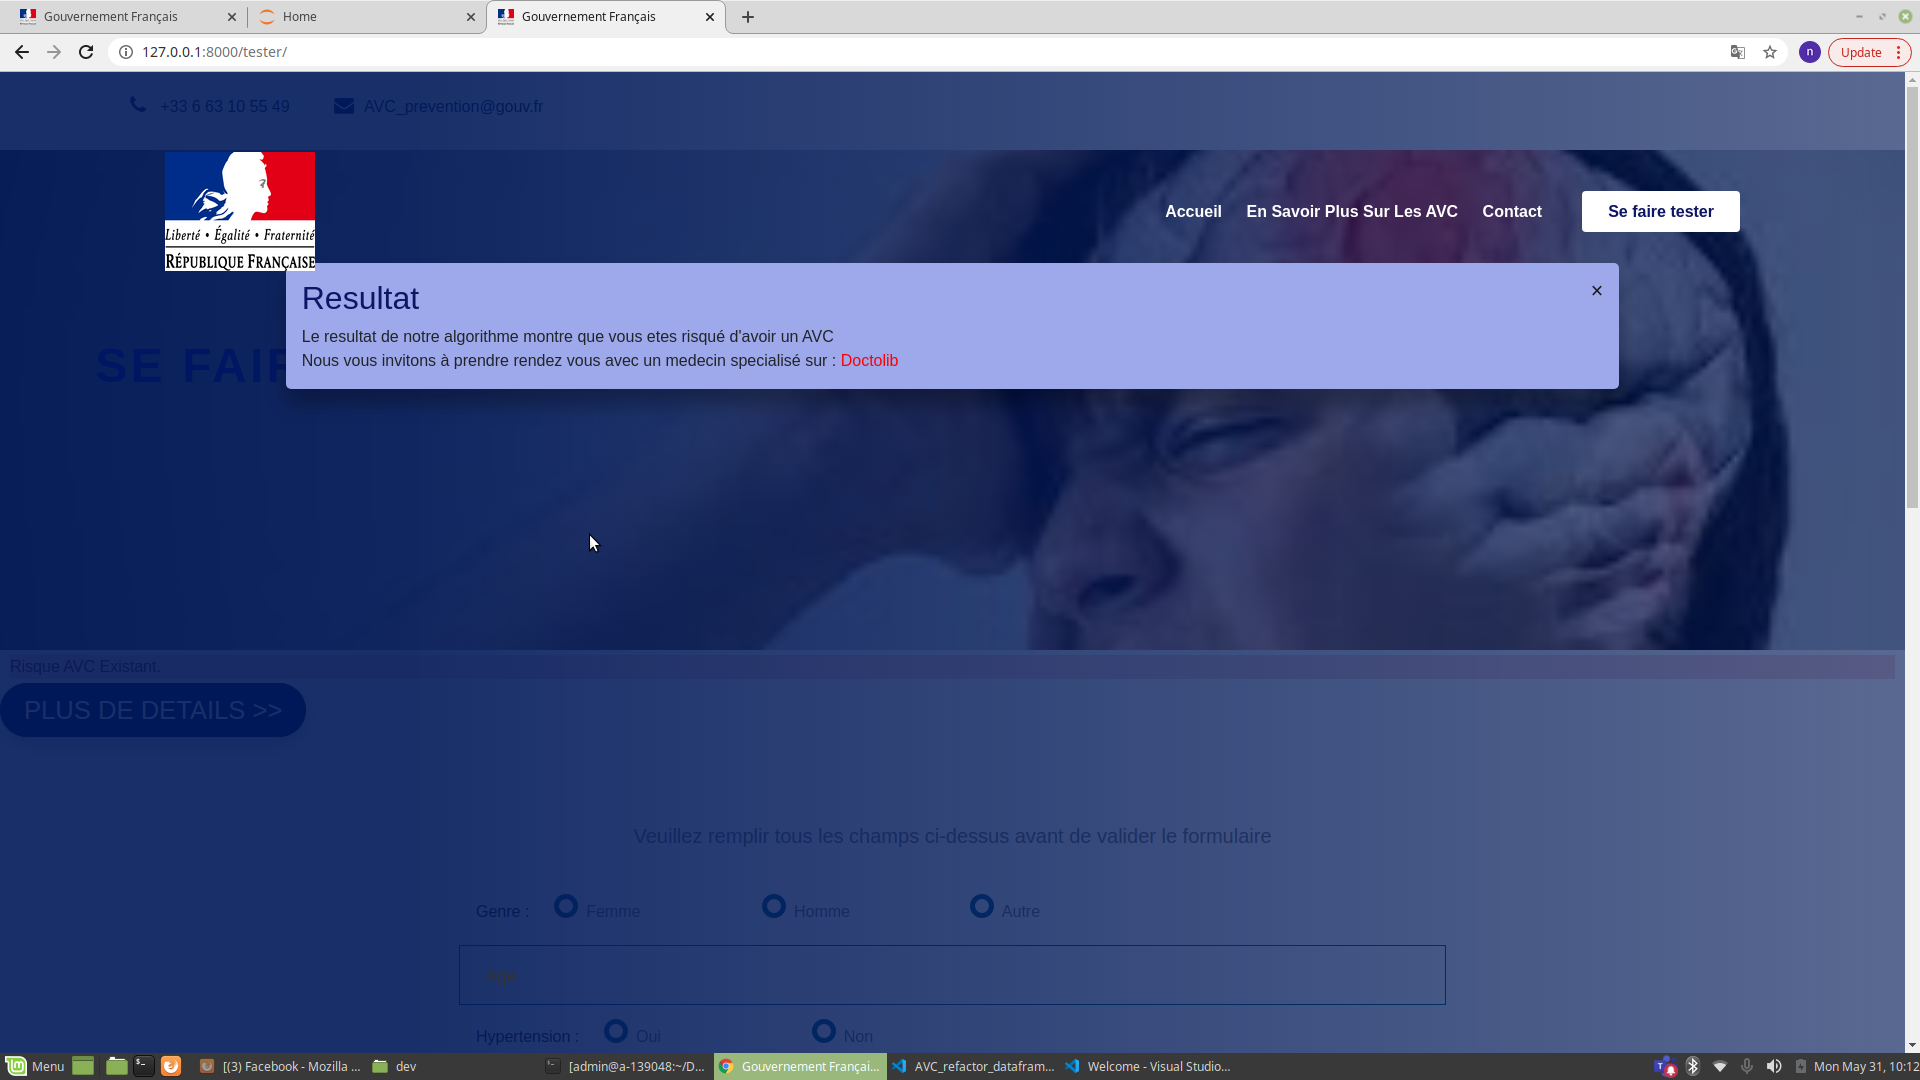 Gouvernement Français
Home
Gouvernement Français
127.0.0.1:8000/tester/
n
Update
+33 6 63 10 55 49
AVC_prevention@gouv.fr
Liberté • Égalité • Fraternité
RÉPUBLIQUE FRANÇAISE
Accueil
En Savoir Plus Sur Les AVC
Contact
Se faire tester
Resultat
×
Le resultat de notre algorithme montre que vous etes risqué d'avoir un AVC
Nous vous invitons à prendre rendez vous avec un medecin specialisé sur : Doctolib
SE FAIR
Risque AVC Existant.
PLUS DE DETAILS >>
Veuillez remplir tous les champs ci-dessus avant de valider le formulaire
Genre :
Femme
Homme
Autre
Age
Hypertension :
Oui
Non
Menu
[(3) Facebook - Mozilla ...
dev
[admin@a-139048:~/D...
Gouvernement Françai...
AVC_refactor_datafram...
Welcome - Visual Studio...
Mon May 31, 10:12